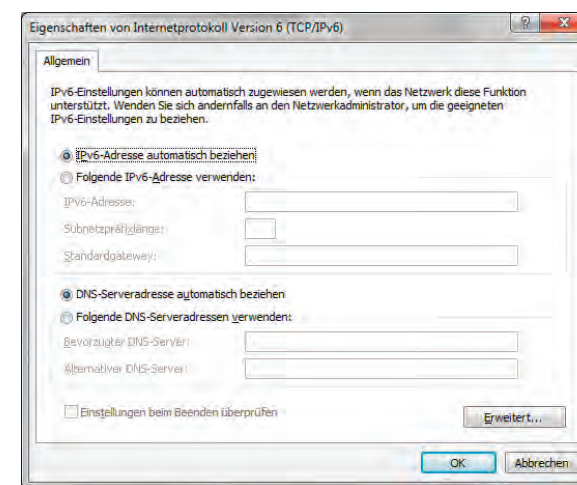 Eigenschaften von Internetprotokoll Version 6 (TCP/IPv6)
Allgemein
IPv6-Einstellungen können automatisch zugewiesen werden, wenn das Netzwerk diese Funktion
unterstützt. Wenden Sie sich andernfalls an den Netzwerkadministrator, um die geeigneten
IPv6-Einstellungen zu beziehen.
IPv6-Adresse automatisch beziehen
Folgende IPv6-Adresse verwenden:
IPv6-Adresse:
Subnetzpräfixlänge:
Standardgateway:
DNS-Serveradresse automatisch beziehen
Folgende DNS-Serveradressen verwenden:
Bevorzugter DNS-Server:
Alternativer DNS-Server:
Einstellungen beim Beenden überprüfen
Erweitert...
OK Abbrechen